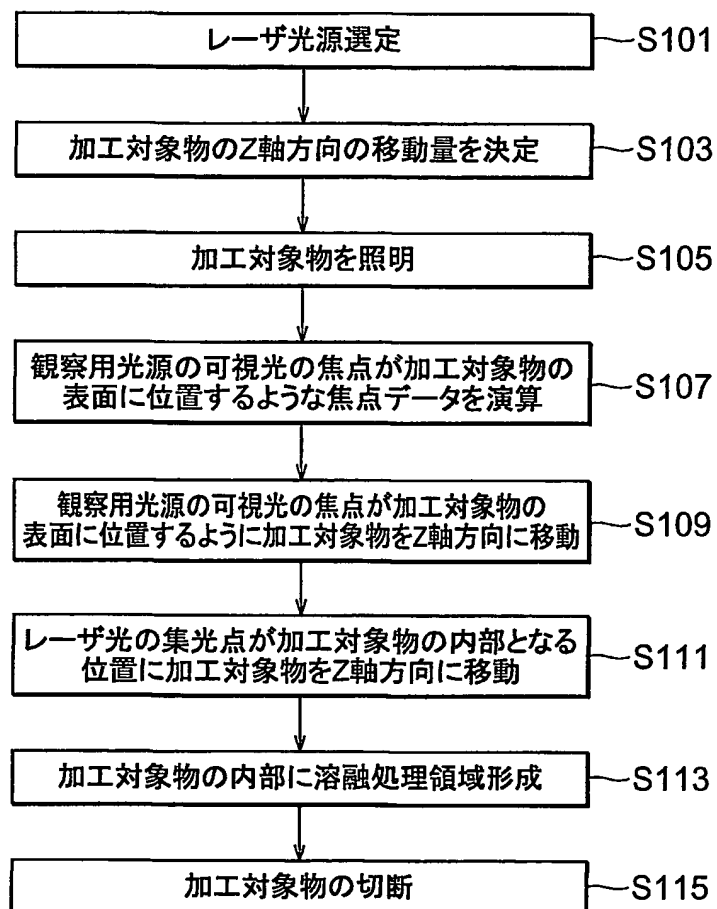 レーザ光源選定
S101
加工対象物のZ軸方向の移動量を決定
S103
加工対象物を照明
S105
観察用光源の可視光の焦点が加工対象物の
表面に位置するような焦点データを演算
S107
観察用光源の可視光の焦点が加工対象物の
表面に位置するように加工対象物をZ軸方向に移動
S109
レーザ光の集光点が加工対象物の内部となる
位置に加工対象物をZ軸方向に移動
S111
加工対象物の内部に溶融処理領域形成
S113
加工対象物の切断
S115